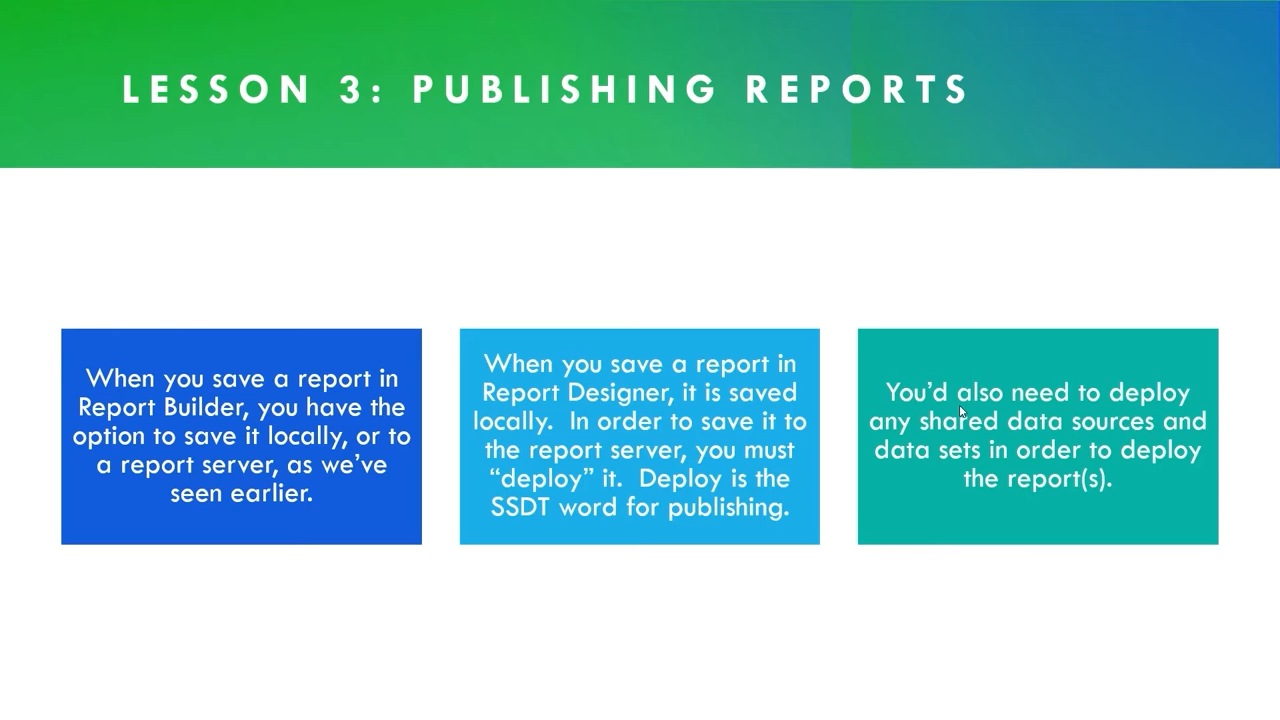 LESSON 3: PUBLISHING REPORTS
When you save a report in
Report Builder, you have the
option to save it locally, or to
a report server, as we’ve
seen earlier.
When you save a report in
Report Designer, it is saved
locally.  In order to save it to
the report server, you must
“deploy” it.  Deploy is the
SSDT word for publishing.
You’d also need to deploy
any shared data sources and
data sets in order to deploy
the report(s).